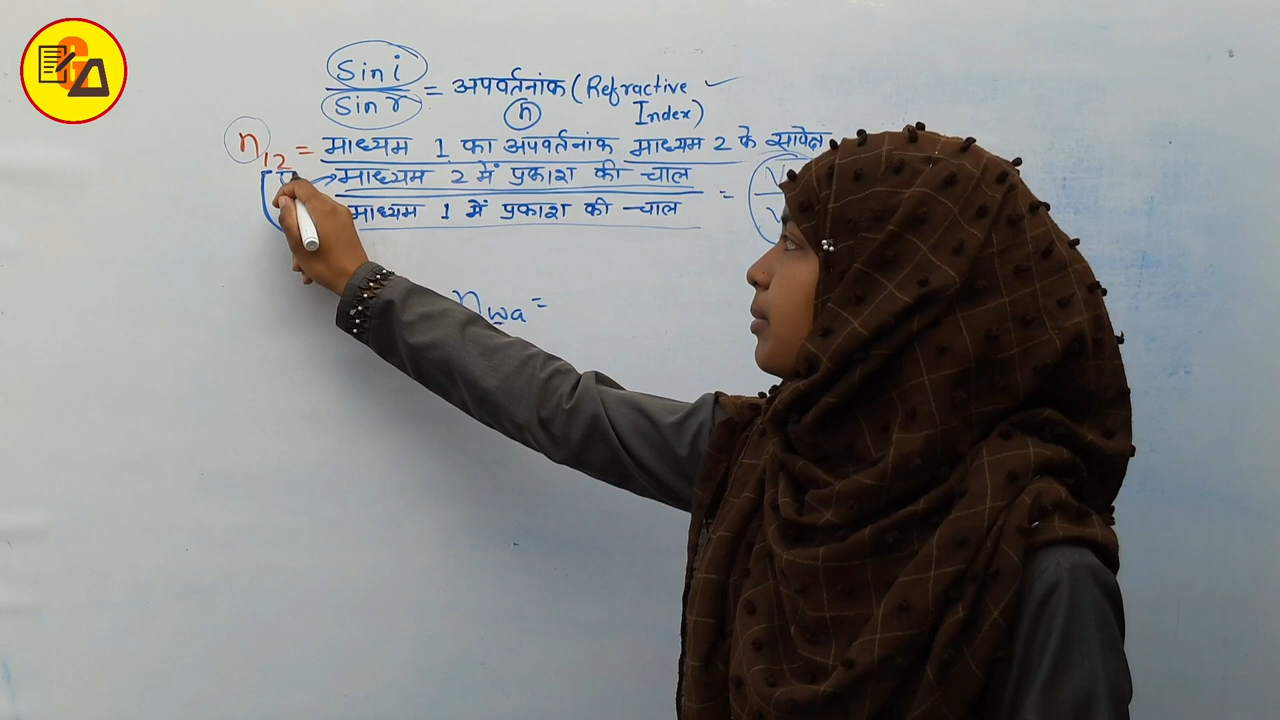 Sin i
Sin r
= अपवर्तनांक ( Refractive
n
Index)
n12 = माध्यम 1 का अपवर्तनांक माध्यम 2 के सापेक्ष
माध्यम 2 में प्रकाश की चाल
माध्यम 1 में प्रकाश की चाल
=
nwa =